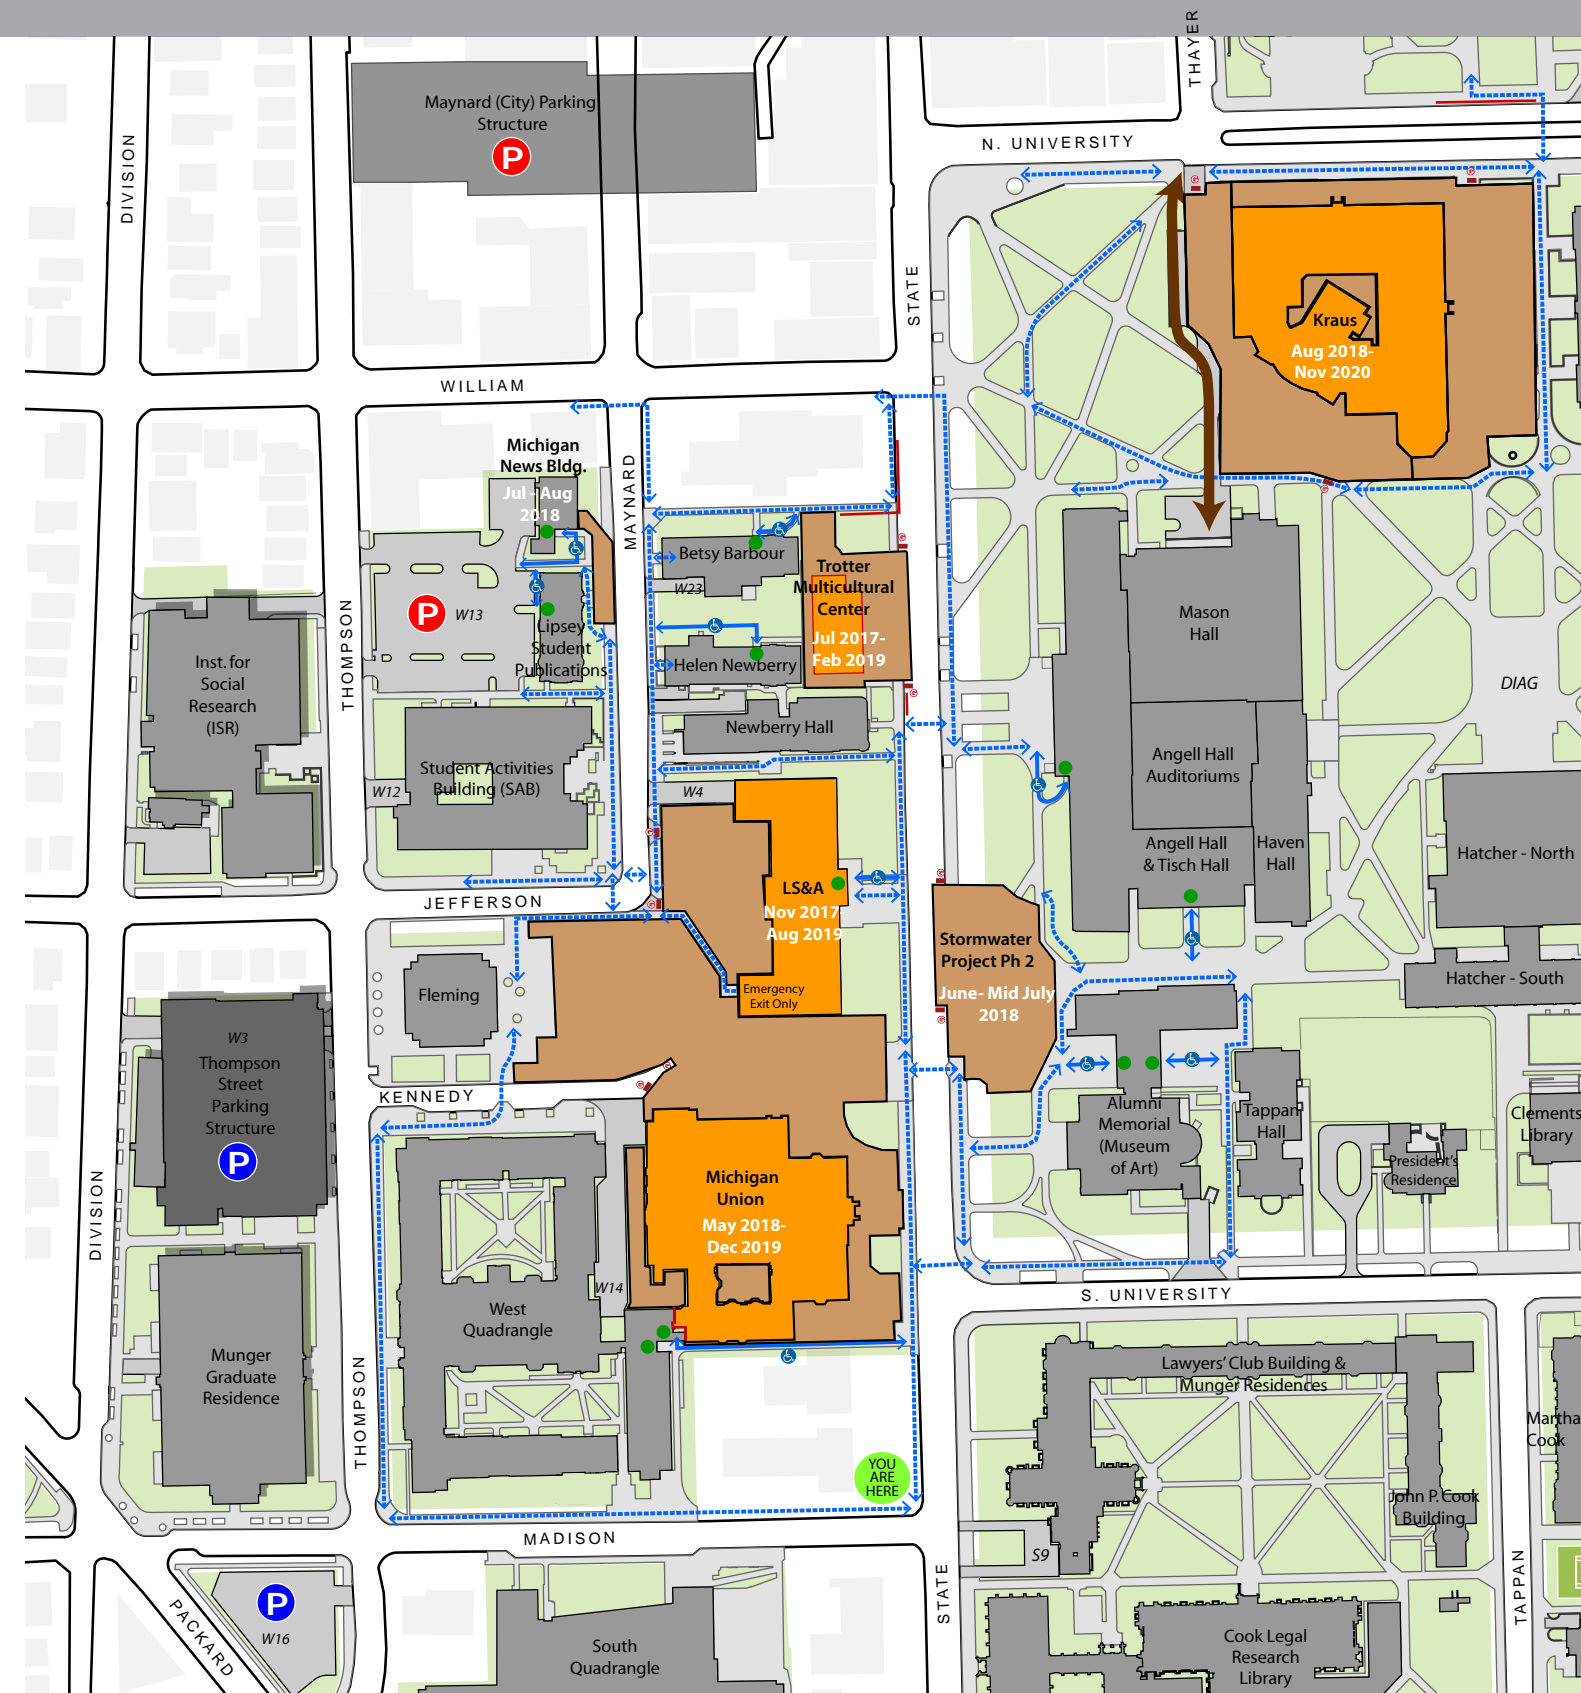 THAYER
Maynard (City) Parking
Structure
P
DIVISION
N. UNIVERSITY
G
G
STATE
Kraus
Aug 2018-
Nov 2020
WILLIAM
Michigan
News Bldg.
Jul - Aug
2018
MAYNARD
G
G
Betsy Barbour
W23
Trotter
Multicultural
Center
Jul 2017-
Feb 2019
P
W13
Lipsey
Student
Publications
Helen Newberry
G
THOMPSON
Inst. for
Social
Research
(ISR)
Mason
Hall
DIAG
Newberry Hall
Student Activities
Building (SAB)
W12
W4
Angell Hall
Auditoriums
G
Angell Hall
& Tisch Hall
Haven
Hall
Hatcher - North
G
LS&A
Nov 2017-
Aug 2019
JEFFERSON
G
Stormwater
Project Ph 2
June- Mid July
2018
Hatcher - South
Fleming
Emergency
Exit Only
G
W3
Thompson
Street
Parking
Structure
P
G
G
KENNEDY
Alumni
Memorial
(Museum
of Art)
Tappan
Hall
Clements
Library
President's
Residence
DIVISION
Michigan
Union
May 2018-
Dec 2019
W14
West
Quadrangle
S. UNIVERSITY
Munger
Graduate
Residence
THOMPSON
Lawyers' Club Building &
Munger Residences
Martha
Cook
YOU
ARE
HERE
John P. Cook
Building
MADISON
S9
STATE
TAPPAN
P
W16
PACKARD
South
Quadrangle
Cook Legal
Research
Library